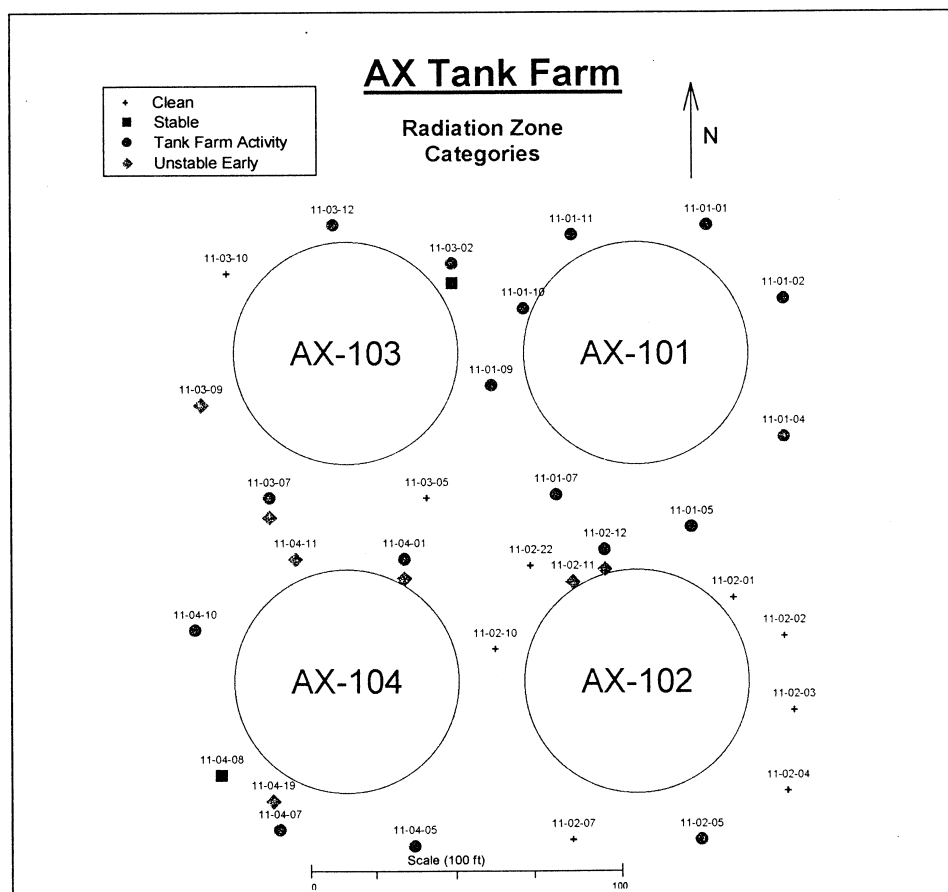 AX Tank Farm
Clean
Stable
Tank Farm Activity
Unstable Early
Radiation Zone
Categories
N
11-03-12
11-01-11
11-01-01
11-03-10
11-03-02
11-01-02
11-01-10
AX-103
AX-101
11-01-09
11-03-09
11-01-04
11-03-07
11-03-05
11-01-07
11-01-05
11-04-11
11-04-01
11-02-22
11-02-12
11-02-11
11-02-01
11-04-10
11-02-10
11-02-02
AX-104
AX-102
11-02-03
11-04-08
11-04-19
11-02-04
11-04-07
11-04-05
11-02-07
11-02-05
Scale (100 ft)
0
100